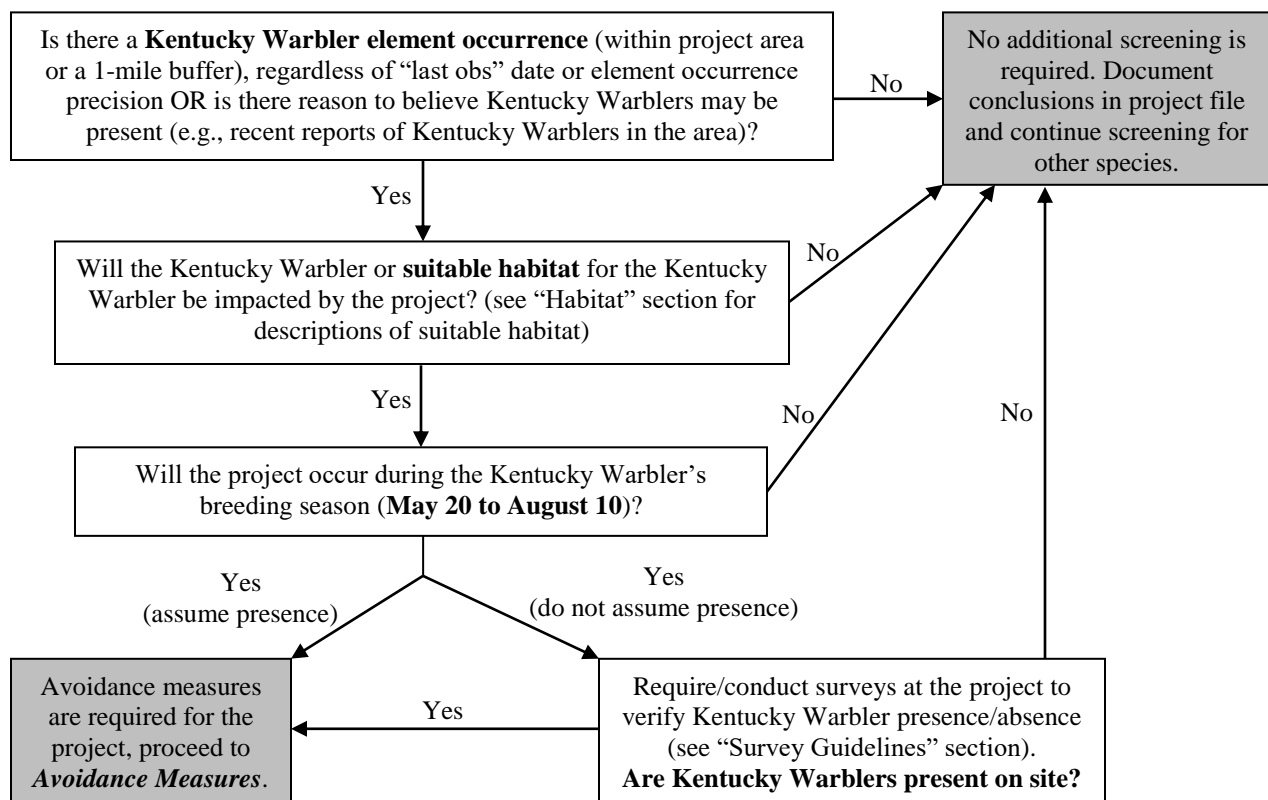 Is there a Kentucky Warbler element occurrence (within project area
or a 1-mile buffer), regardless of “last obs” date or element occurrence
precision OR is there reason to believe Kentucky Warblers may be
present (e.g., recent reports of Kentucky Warblers in the area)?
No
No additional screening is
required. Document
conclusions in project file
and continue screening for
other species.
Yes
Will the Kentucky Warbler or suitable habitat for the Kentucky
Warbler be impacted by the project? (see “Habitat” section for
descriptions of suitable habitat)
No
Yes
No
No
Will the project occur during the Kentucky Warbler’s
breeding season (May 20 to August 10)?
Yes
(assume presence)
Yes
(do not assume presence)
Avoidance measures
are required for the
project, proceed to
Avoidance Measures.
Yes
Require/conduct surveys at the project to
verify Kentucky Warbler presence/absence
(see “Survey Guidelines” section).
Are Kentucky Warblers present on site?